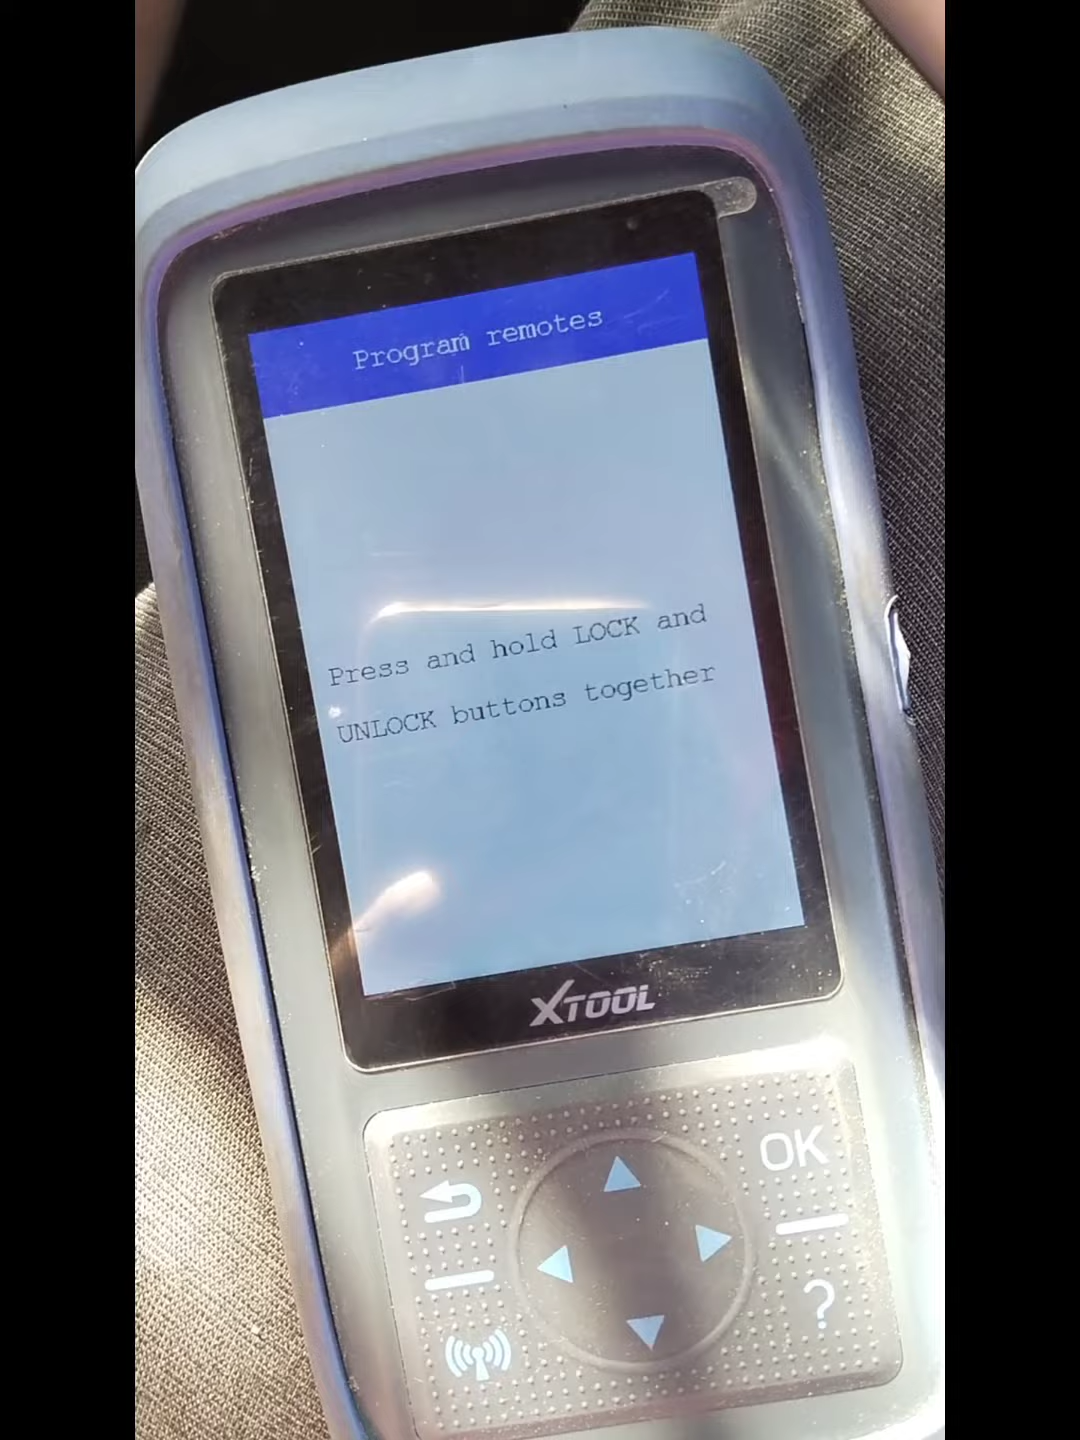 Program remotes
Press and hold LOCK and
UNLOCK buttons together
XTOOL
OK
?